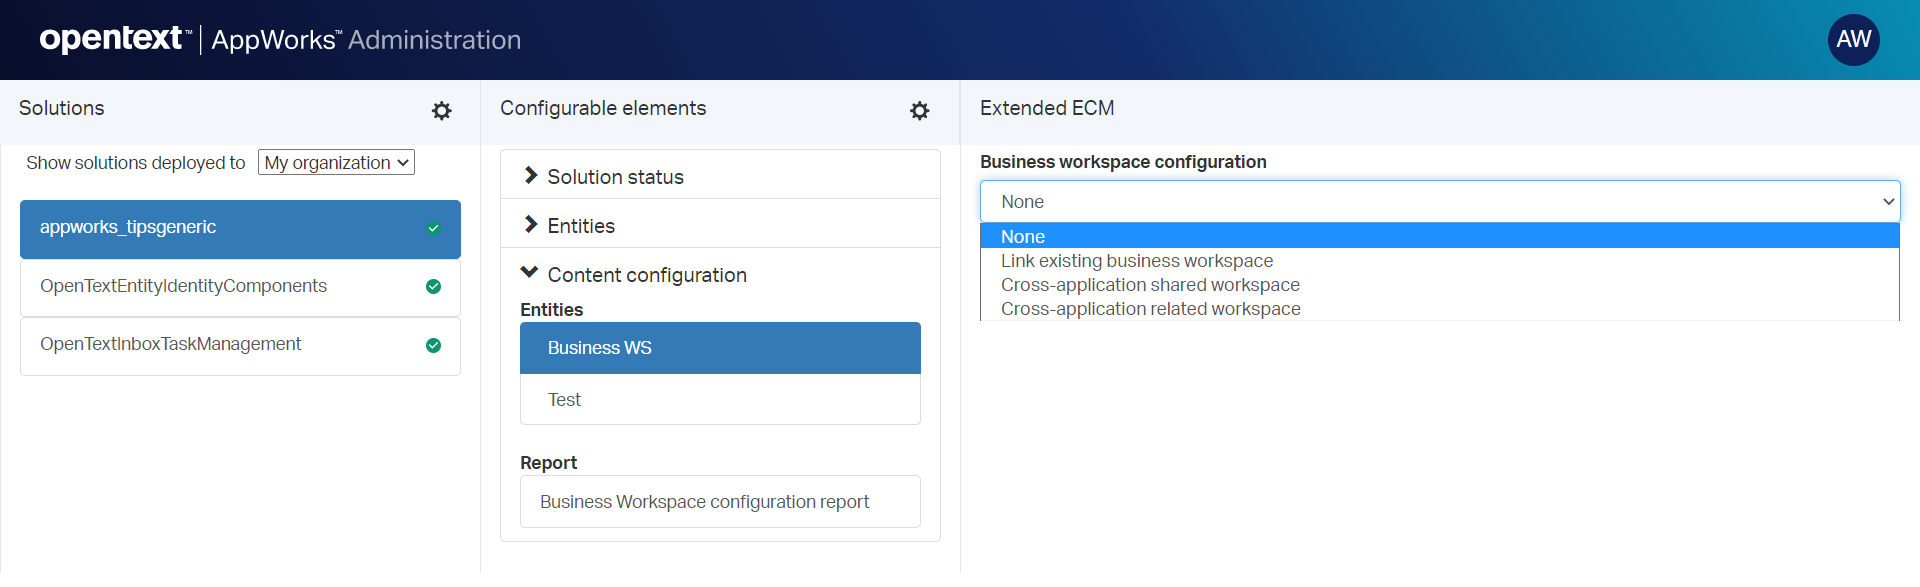 opentext™ | AppWorks™ Administration
AW
Solutions
Show solutions deployed to My organization
appworks_tipsgeneric
OpenTextEntityIdentityComponents
OpenTextInboxTaskManagement
Configurable elements
Solution status
Entities
Content configuration
Entities
Business WS
Test
Report
Business Workspace configuration report
Extended ECM
Business workspace configuration
None
None
Link existing business workspace
Cross-application shared workspace
Cross-application related workspace